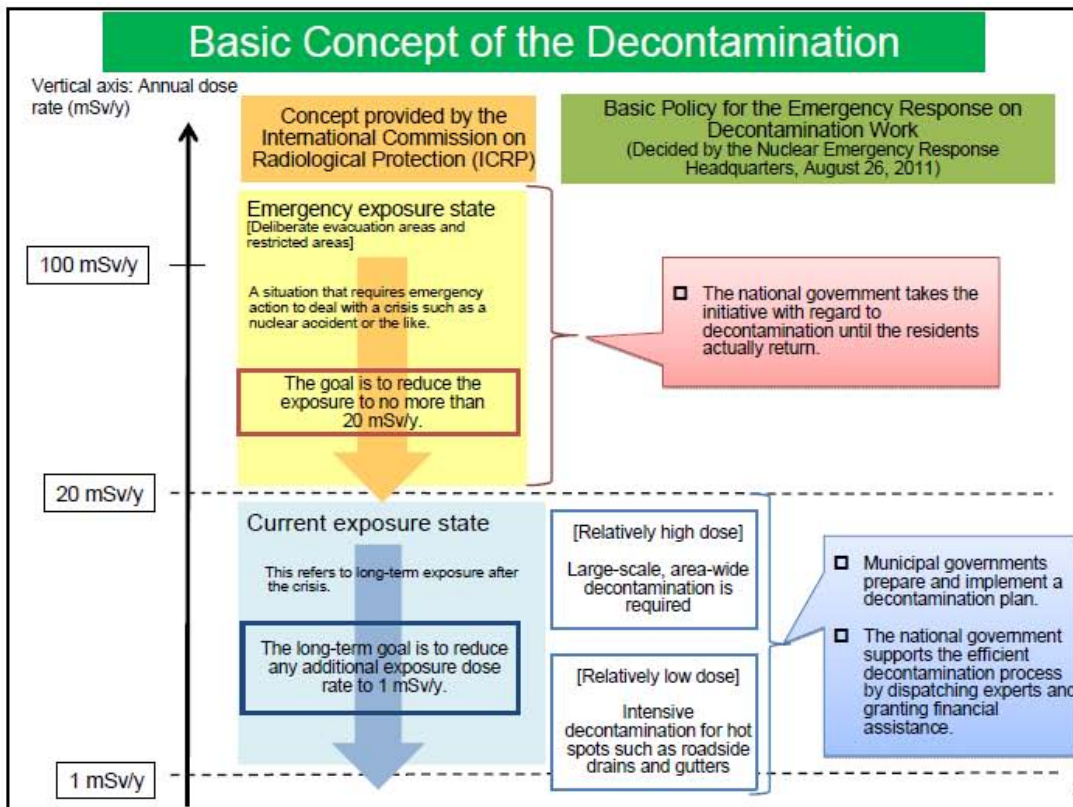 Basic Concept of the Decontamination
Vertical axis: Annual dose
rate (mSv/y)
Concept provided by the
International Commission on
Radiological Protection (ICRP)
Basic Policy for the Emergency Response on
Decontamination Work
(Decided by the Nuclear Emergency Response
Headquarters, August 26, 2011)
Emergency exposure state
[Deliberate evacuation areas and
restricted areas]
100 mSv/y
A situation that requires emergency
action to deal with a crisis such as a
nuclear accident or the like.
The goal is to reduce the
exposure to no more than
20 mSv/y.
The national government takes the
initiative with regard to
decontamination until the residents
actually return.
20 mSv/y
Current exposure state
This refers to long-term exposure after
the crisis.
The long-term goal is to reduce
any additional exposure dose
rate to 1 mSv/y.
[Relatively high dose]
Large-scale, area-wide
decontamination is
required
[Relatively low dose]
Intensive
decontamination for hot
spots such as roadside
drains and gutters
Municipal governments
prepare and implement a
decontamination plan.
The national government
supports the efficient
decontamination process
by dispatching experts and
granting financial
assistance.
1 mSv/y